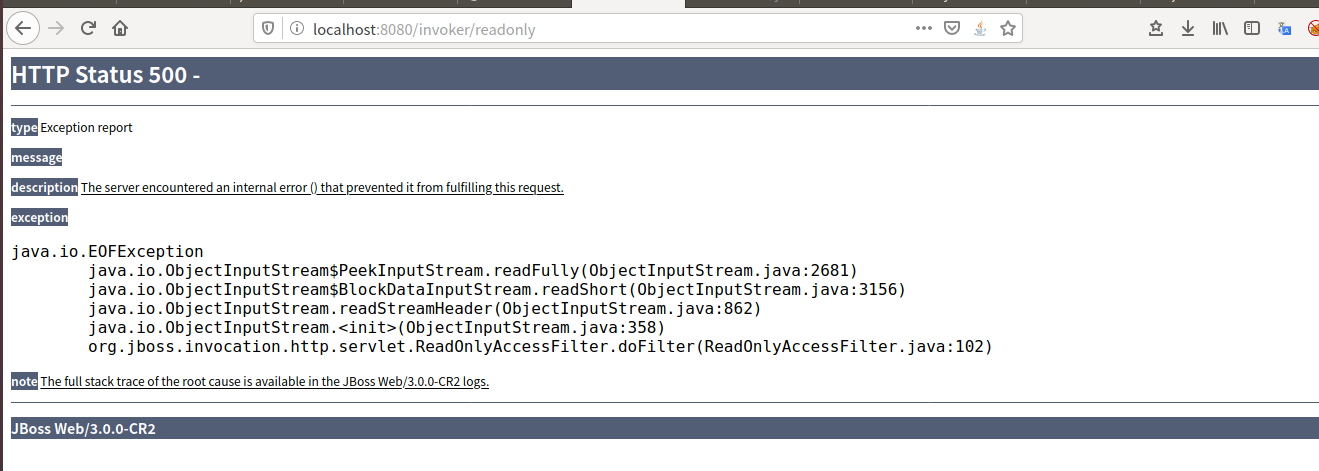 localhost:8080/invoker/readonly
HTTP Status 500 -
type Exception report
message
description The server encountered an internal error () that prevented it from fulfilling this request.
exception
java.io.EOFException
java.io.ObjectInputStream$PeekInputStream.readFully(ObjectInputStream.java:2681)
java.io.ObjectInputStream$BlockDataInputStream.readShort(ObjectInputStream.java:3156)
java.io.ObjectInputStream.readStreamHeader(ObjectInputStream.java:862)
java.io.ObjectInputStream.<init>(ObjectInputStream.java:358)
org.jboss.invocation.http.servlet.ReadOnlyAccessFilter.doFilter(ReadOnlyAccessFilter.java:102)
note The full stack trace of the root cause is available in the JBoss Web/3.0.0-CR2 logs.
JBoss Web/3.0.0-CR2